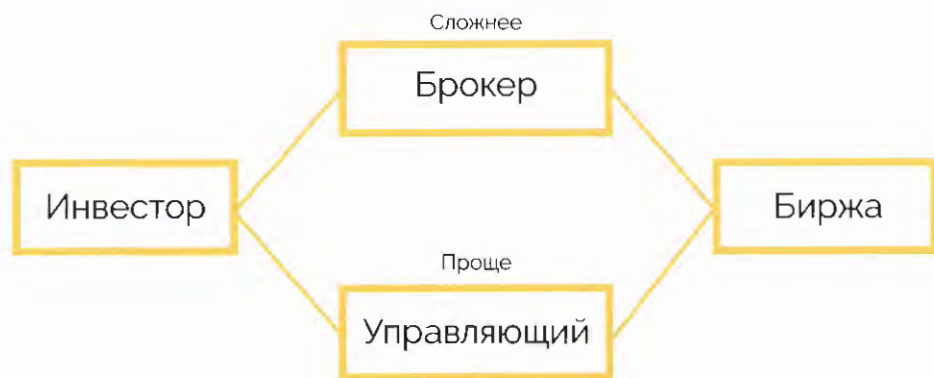 Сложнее
Брокер
Инвестор
Биржа
Проще
Управляющий